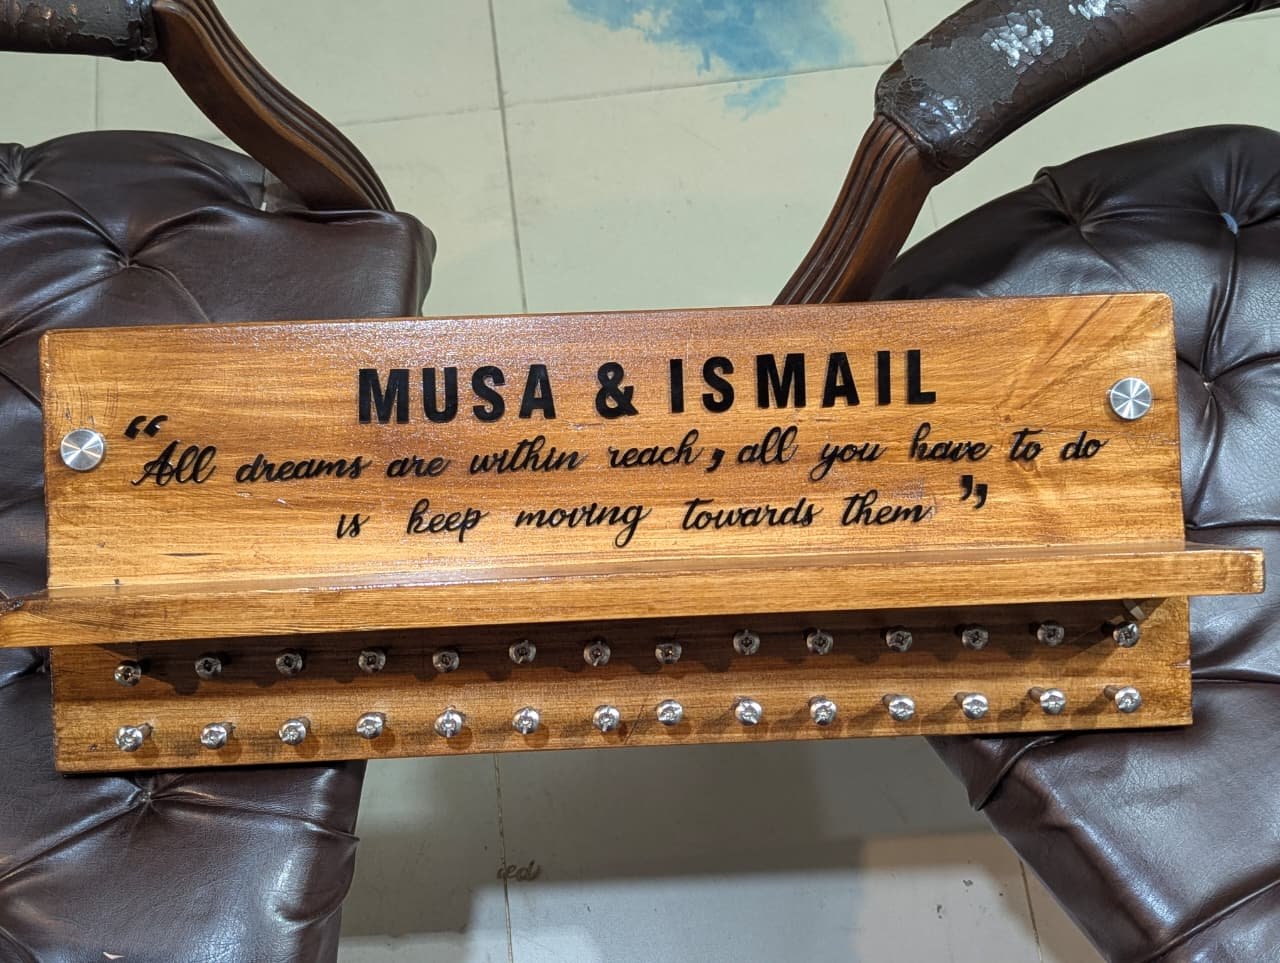 MUSA & ISMAIL
“All dreams are within reach, all you have to do
is keep moving towards them”